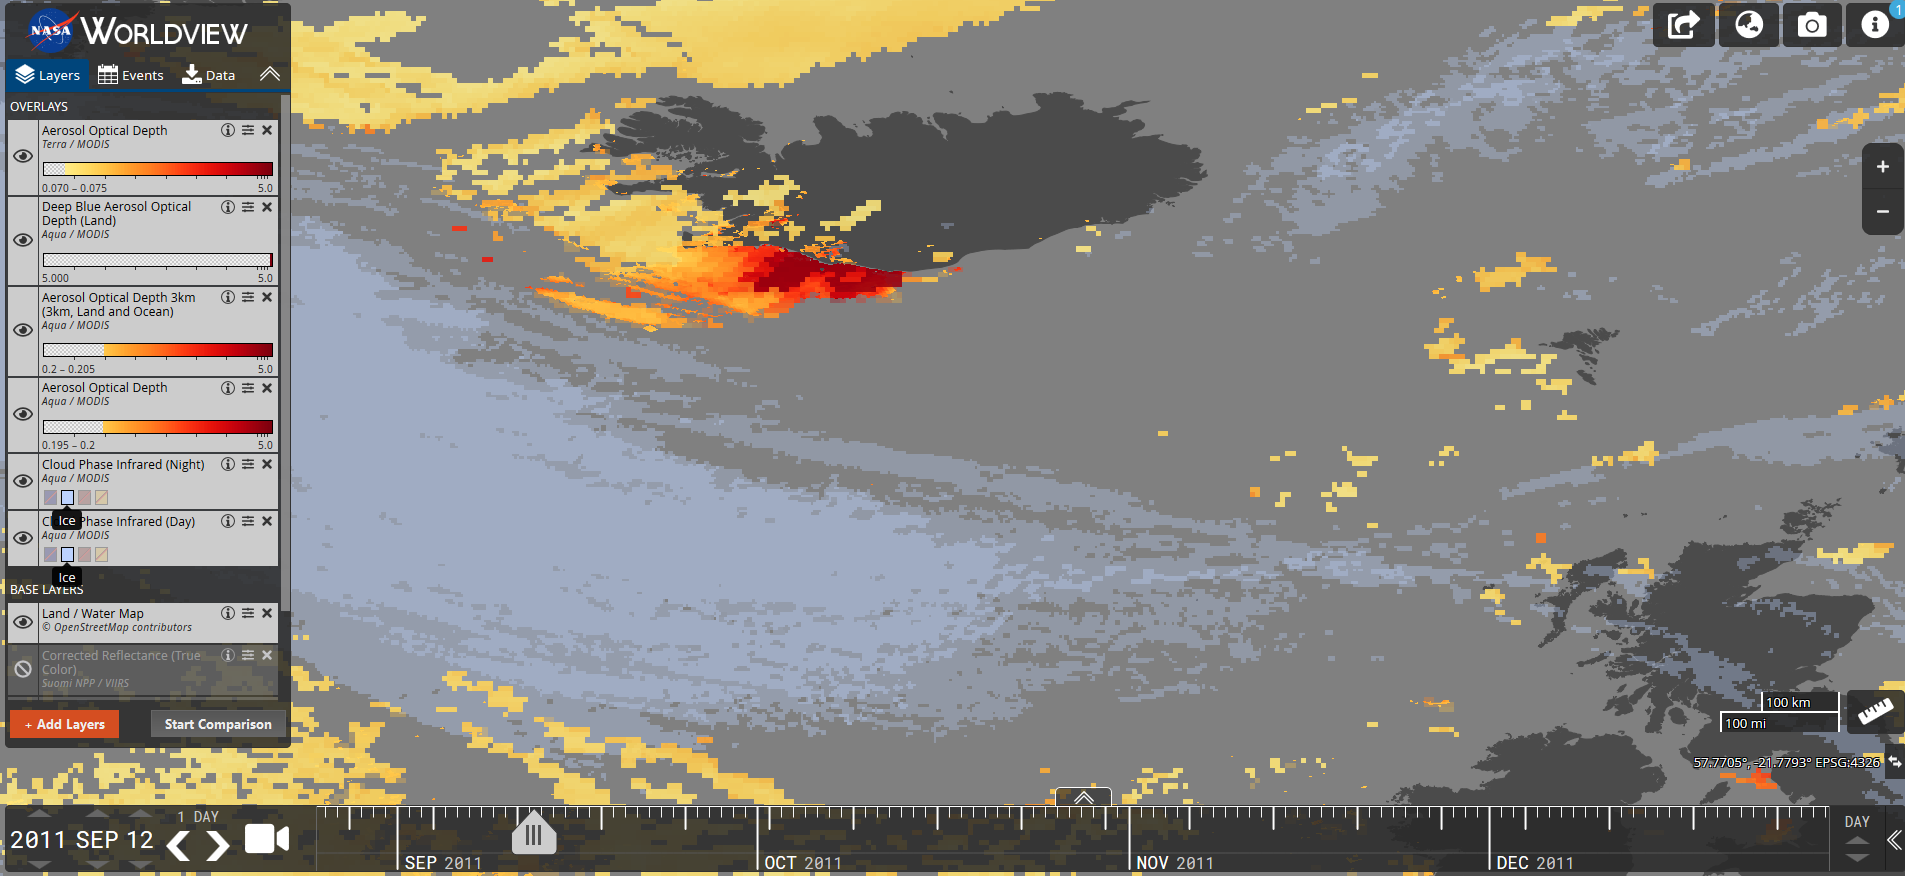 NASA WORLDVIEW
Layers Events Data
1
OVERLAYS
Aerosol Optical Depth
Terra / MODIS
0.070 – 0.075 5.0
Deep Blue Aerosol Optical
Depth (Land)
Aqua / MODIS
5.000 5.0
Aerosol Optical Depth 3km
(3km, Land and Ocean)
Aqua / MODIS
0.2 – 0.205 5.0
Aerosol Optical Depth
Aqua / MODIS
0.195 – 0.2 5.0
Cloud Phase Infrared (Night)
Aqua / MODIS
Ice
Phase Infrared (Day)
Aqua / MODIS
Ice
BASE LAYERS
Land / Water Map
© OpenStreetMap contributors
Corrected Reflectance (True
Color)
Suomi NPP / VIIRS
+ Add Layers Start Comparison
+
−
100 km
100 mi
57.7705°, -21.7793° EPSG:4326
1 DAY
2011 SEP 12
SEP 2011 OCT 2011 NOV 2011 DEC 2011
DAY